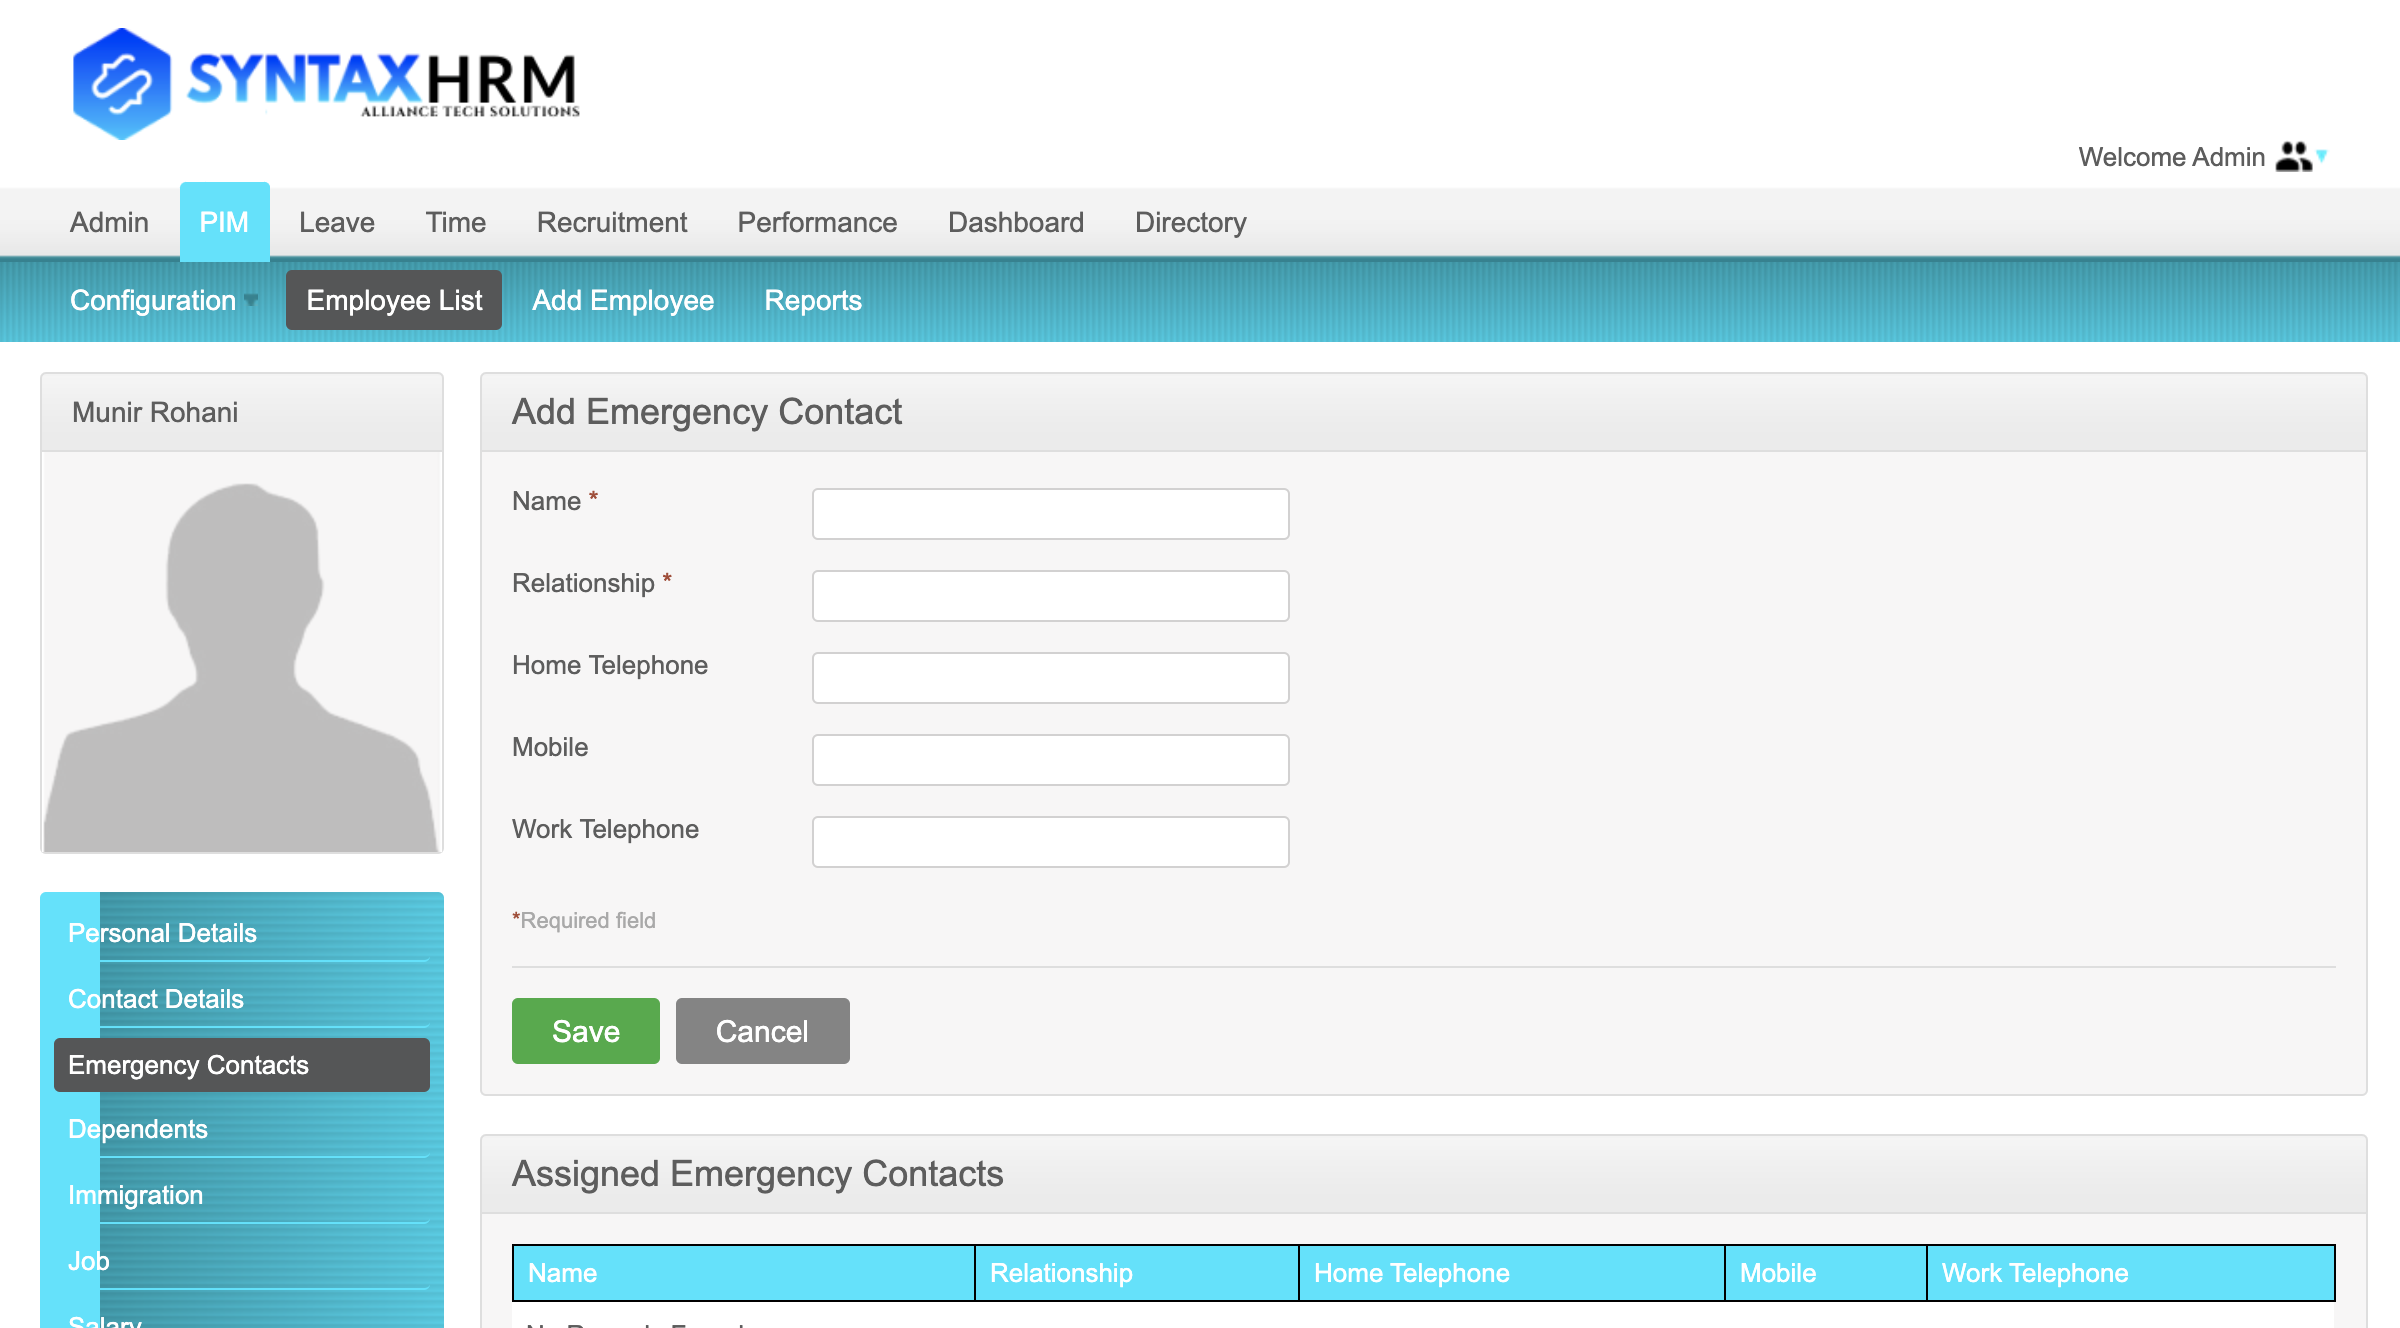 SYNTAXHRM
ALLIANCE TECH SOLUTIONS
Welcome Admin
Admin PIM Leave Time Recruitment Performance Dashboard Directory
Configuration Employee List Add Employee Reports
Munir Rohani
Add Emergency Contact
Name *
Relationship *
Home Telephone
Mobile
Work Telephone
*Required field
Save Cancel
Personal Details
Contact Details
Emergency Contacts
Dependents
Immigration
Job
Salary
Assigned Emergency Contacts
Name Relationship Home Telephone Mobile Work Telephone